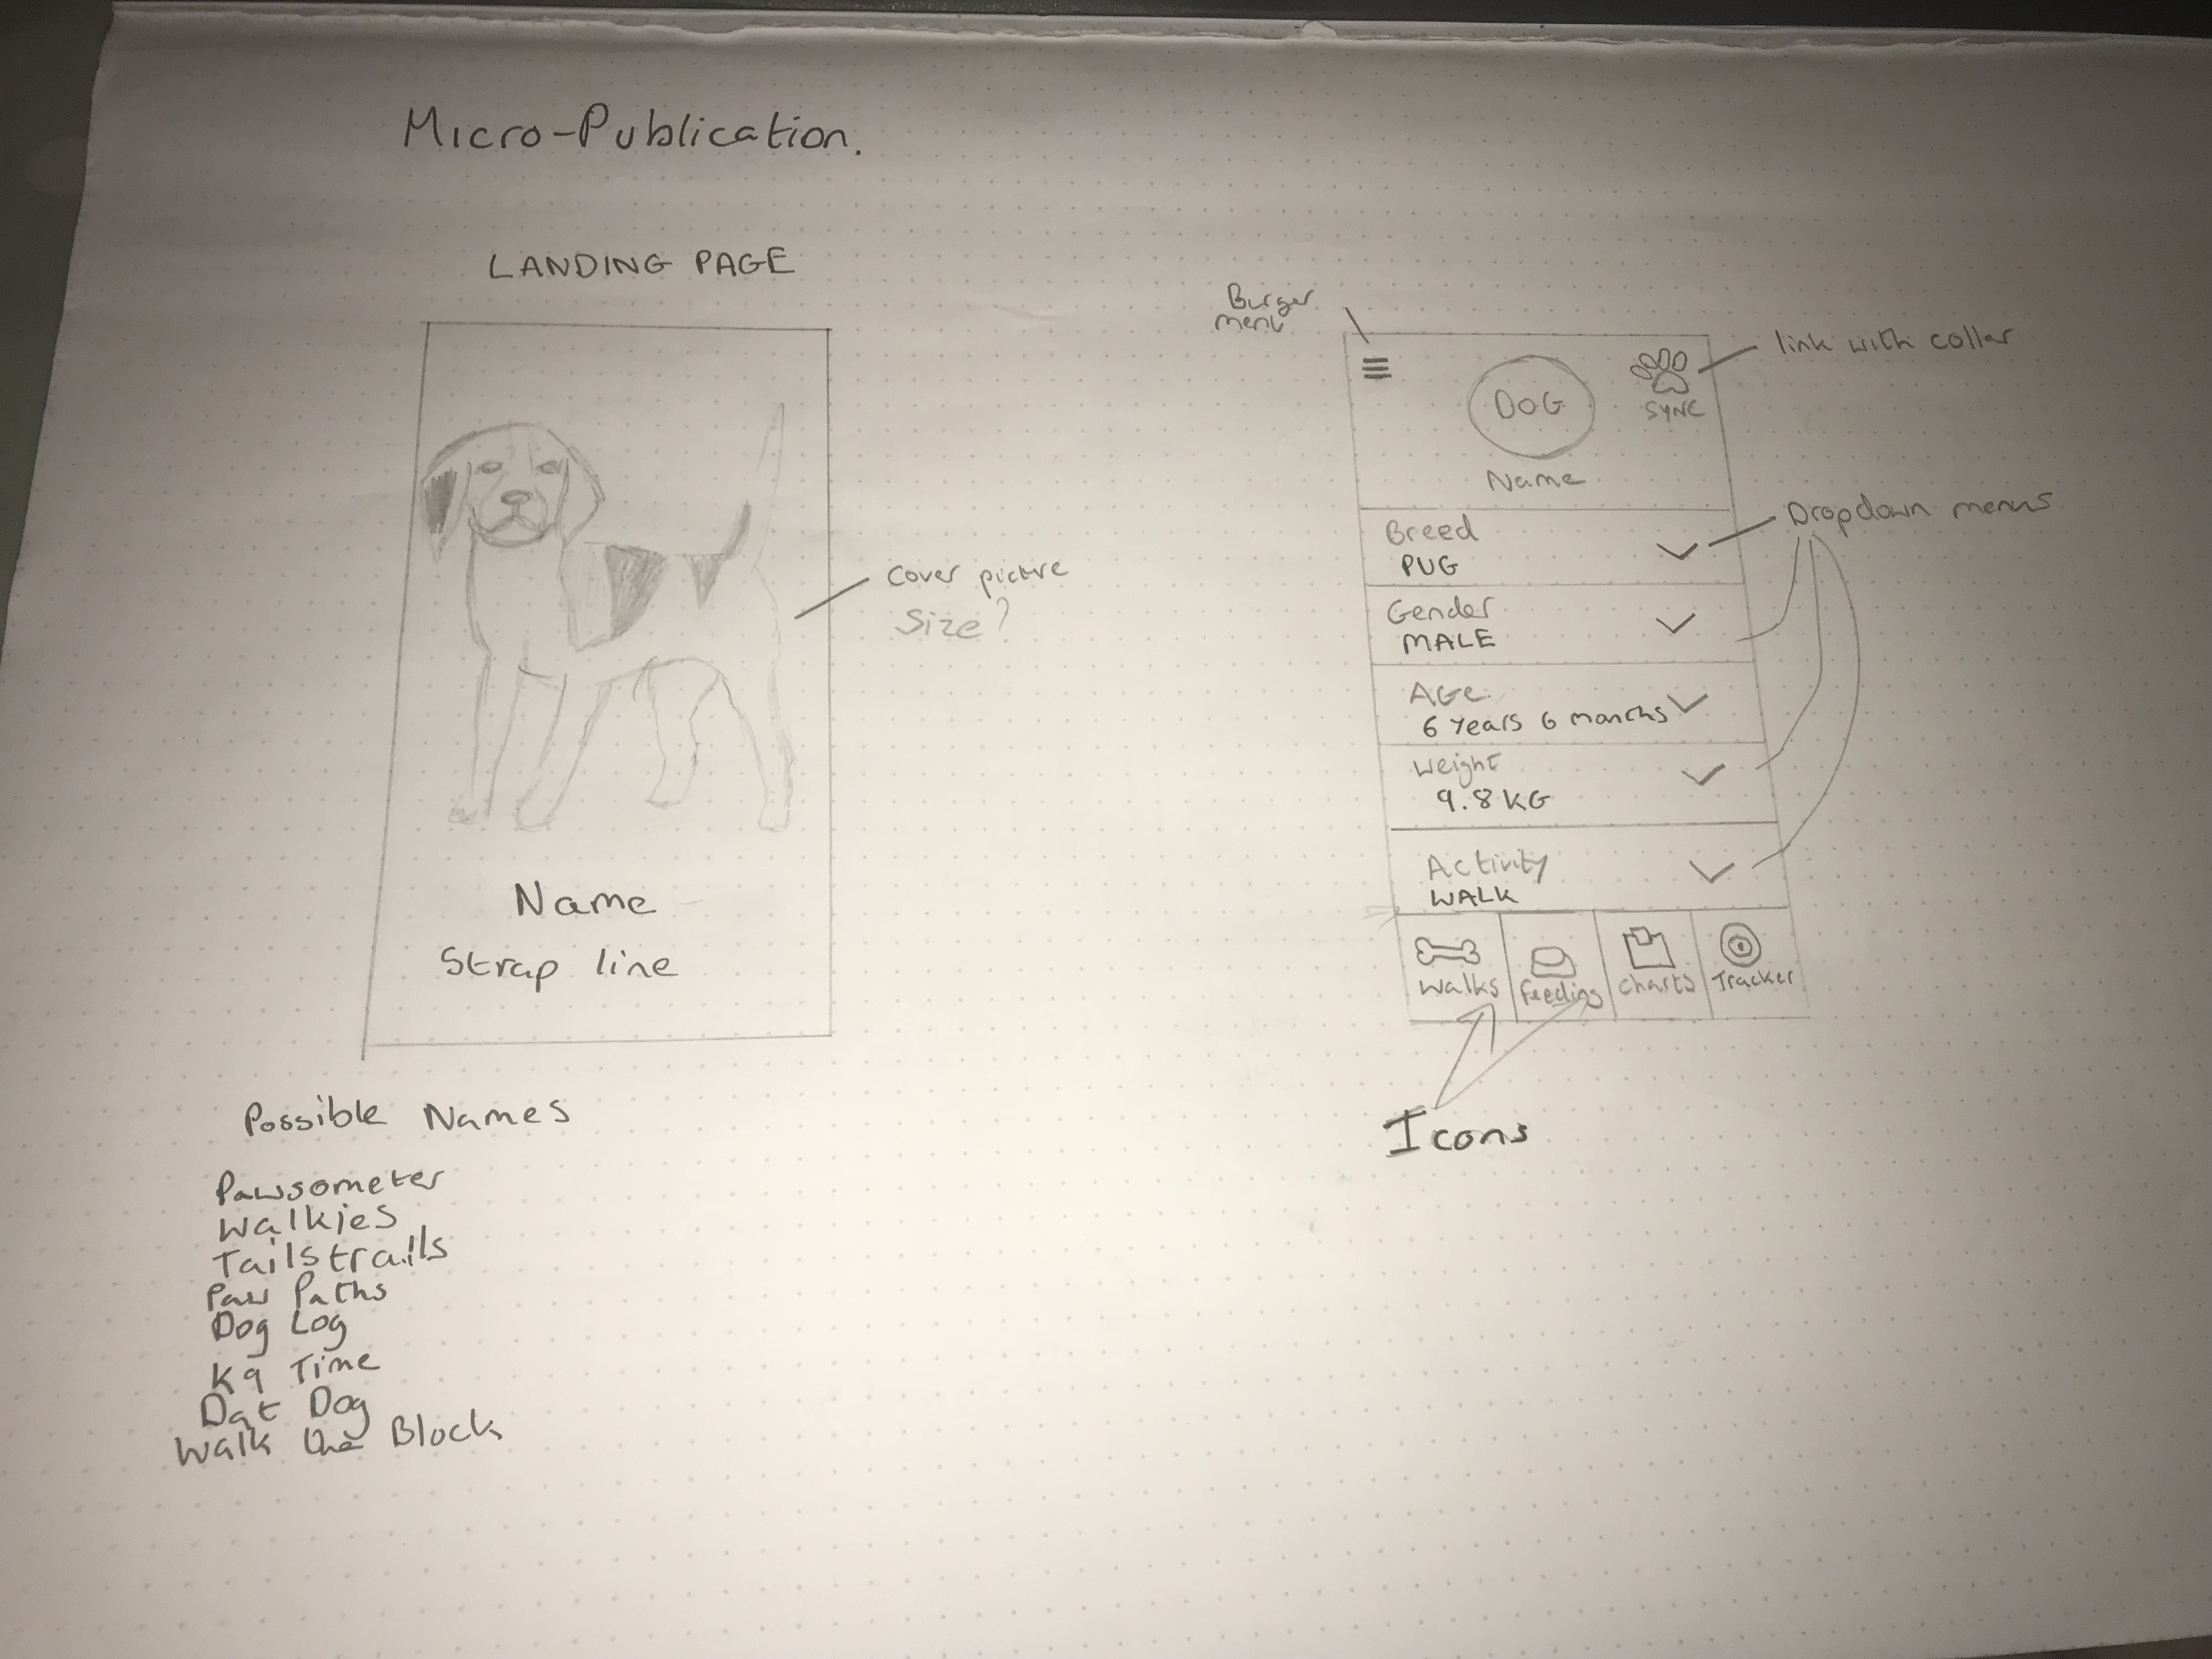 Micro-Publication.
LANDING PAGE
Cover picture
Size?
Name
Strap line
Possible Names
Pawsometer
Walkies
Tailstrails
Paw Paths
Dog Log
K9 Time
Dat Dog
Walk the Block
Burger
menu
link with collar
DOG
SYNC
Name
Dropdown menus
Breed
PUG
Gender
MALE
AGe
6 Years 6 months
Weight
9.8 KG
Activity
WALK
Walks
Feeding
Charts
Tracker
Icons